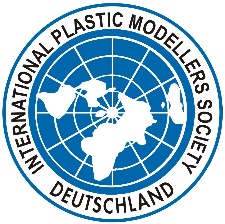 INTERNATIONAL PLASTIC MODELLERS SOCIETY
DEUTSCHLAND